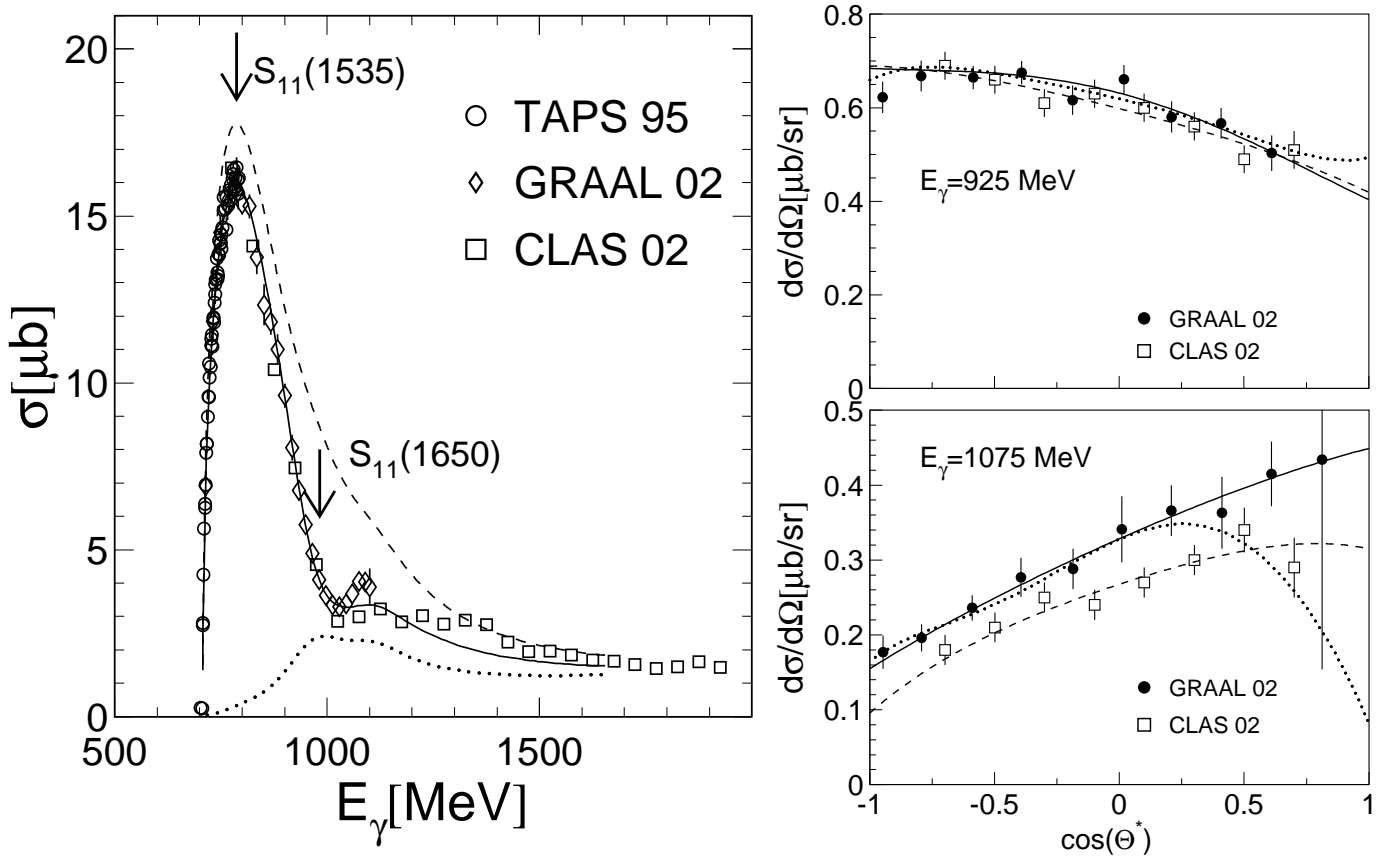 σ[μb]
20
15
10
5
0
S11(1535)
TAPS 95
GRAAL 02
CLAS 02
S11(1650)
500
1000
1500
Eγ[MeV]
dσ/dΩ[μb/sr]
0.8
0.6
0.4
0.2
0
Eγ=925 MeV
GRAAL 02
CLAS 02
dσ/dΩ[μb/sr]
0.5
0.4
0.3
0.2
0.1
0
Eγ=1075 MeV
GRAAL 02
CLAS 02
-1
-0.5
0
0.5
1
cos(Θ*)